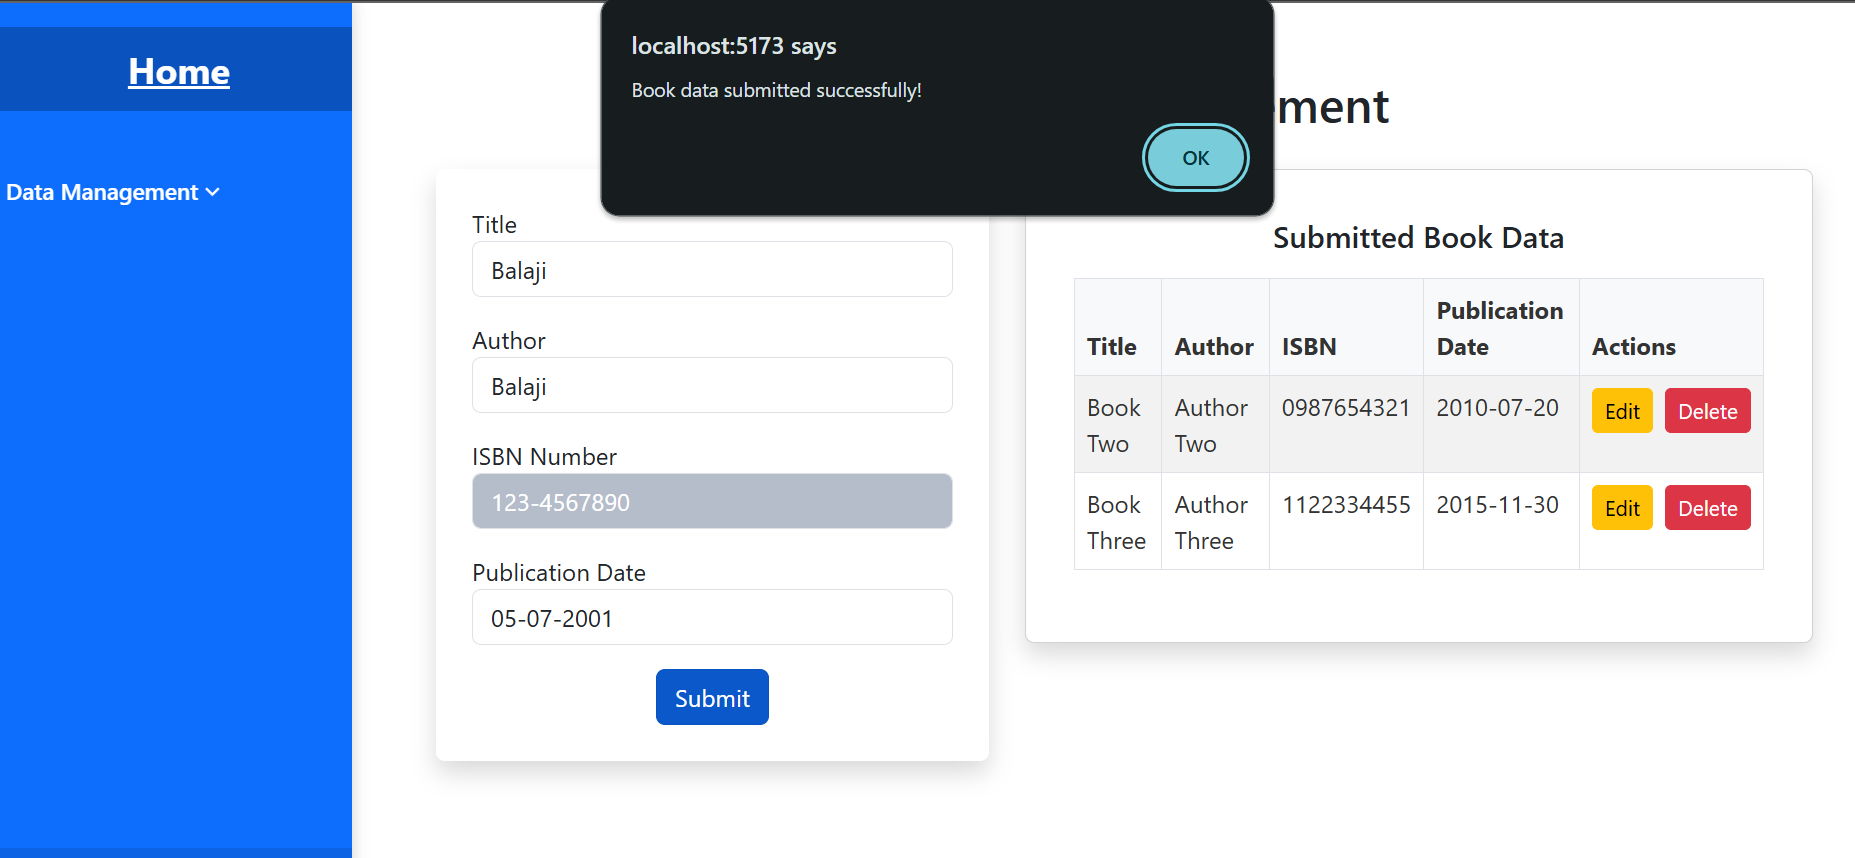 localhost:5173 says
Book data submitted successfully!
OK
Home
Data Management
ment
Title
Balaji
Author
Balaji
ISBN Number
123-4567890
Publication Date
05-07-2001
Submit
Submitted Book Data
Title Author ISBN Publication Date Actions
Book Two Author Two 0987654321 2010-07-20 Edit Delete
Book Three Author Three 1122334455 2015-11-30 Edit Delete